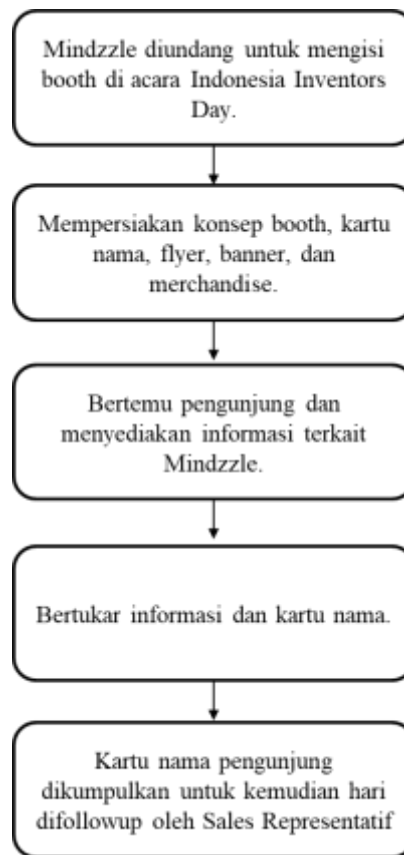 Mindzzle diundang untuk mengisi
booth di acara Indonesia Inventors
Day.
Mempersiakan konsep booth, kartu
nama, flyer, banner, dan
merchandise.
Bertemu pengunjung dan
menyediakan informasi terkait
Mindzzle.
Bertukar informasi dan kartu nama.
Kartu nama pengunjung
dikumpulkan untuk kemudian hari
difollowup oleh Sales Representatif